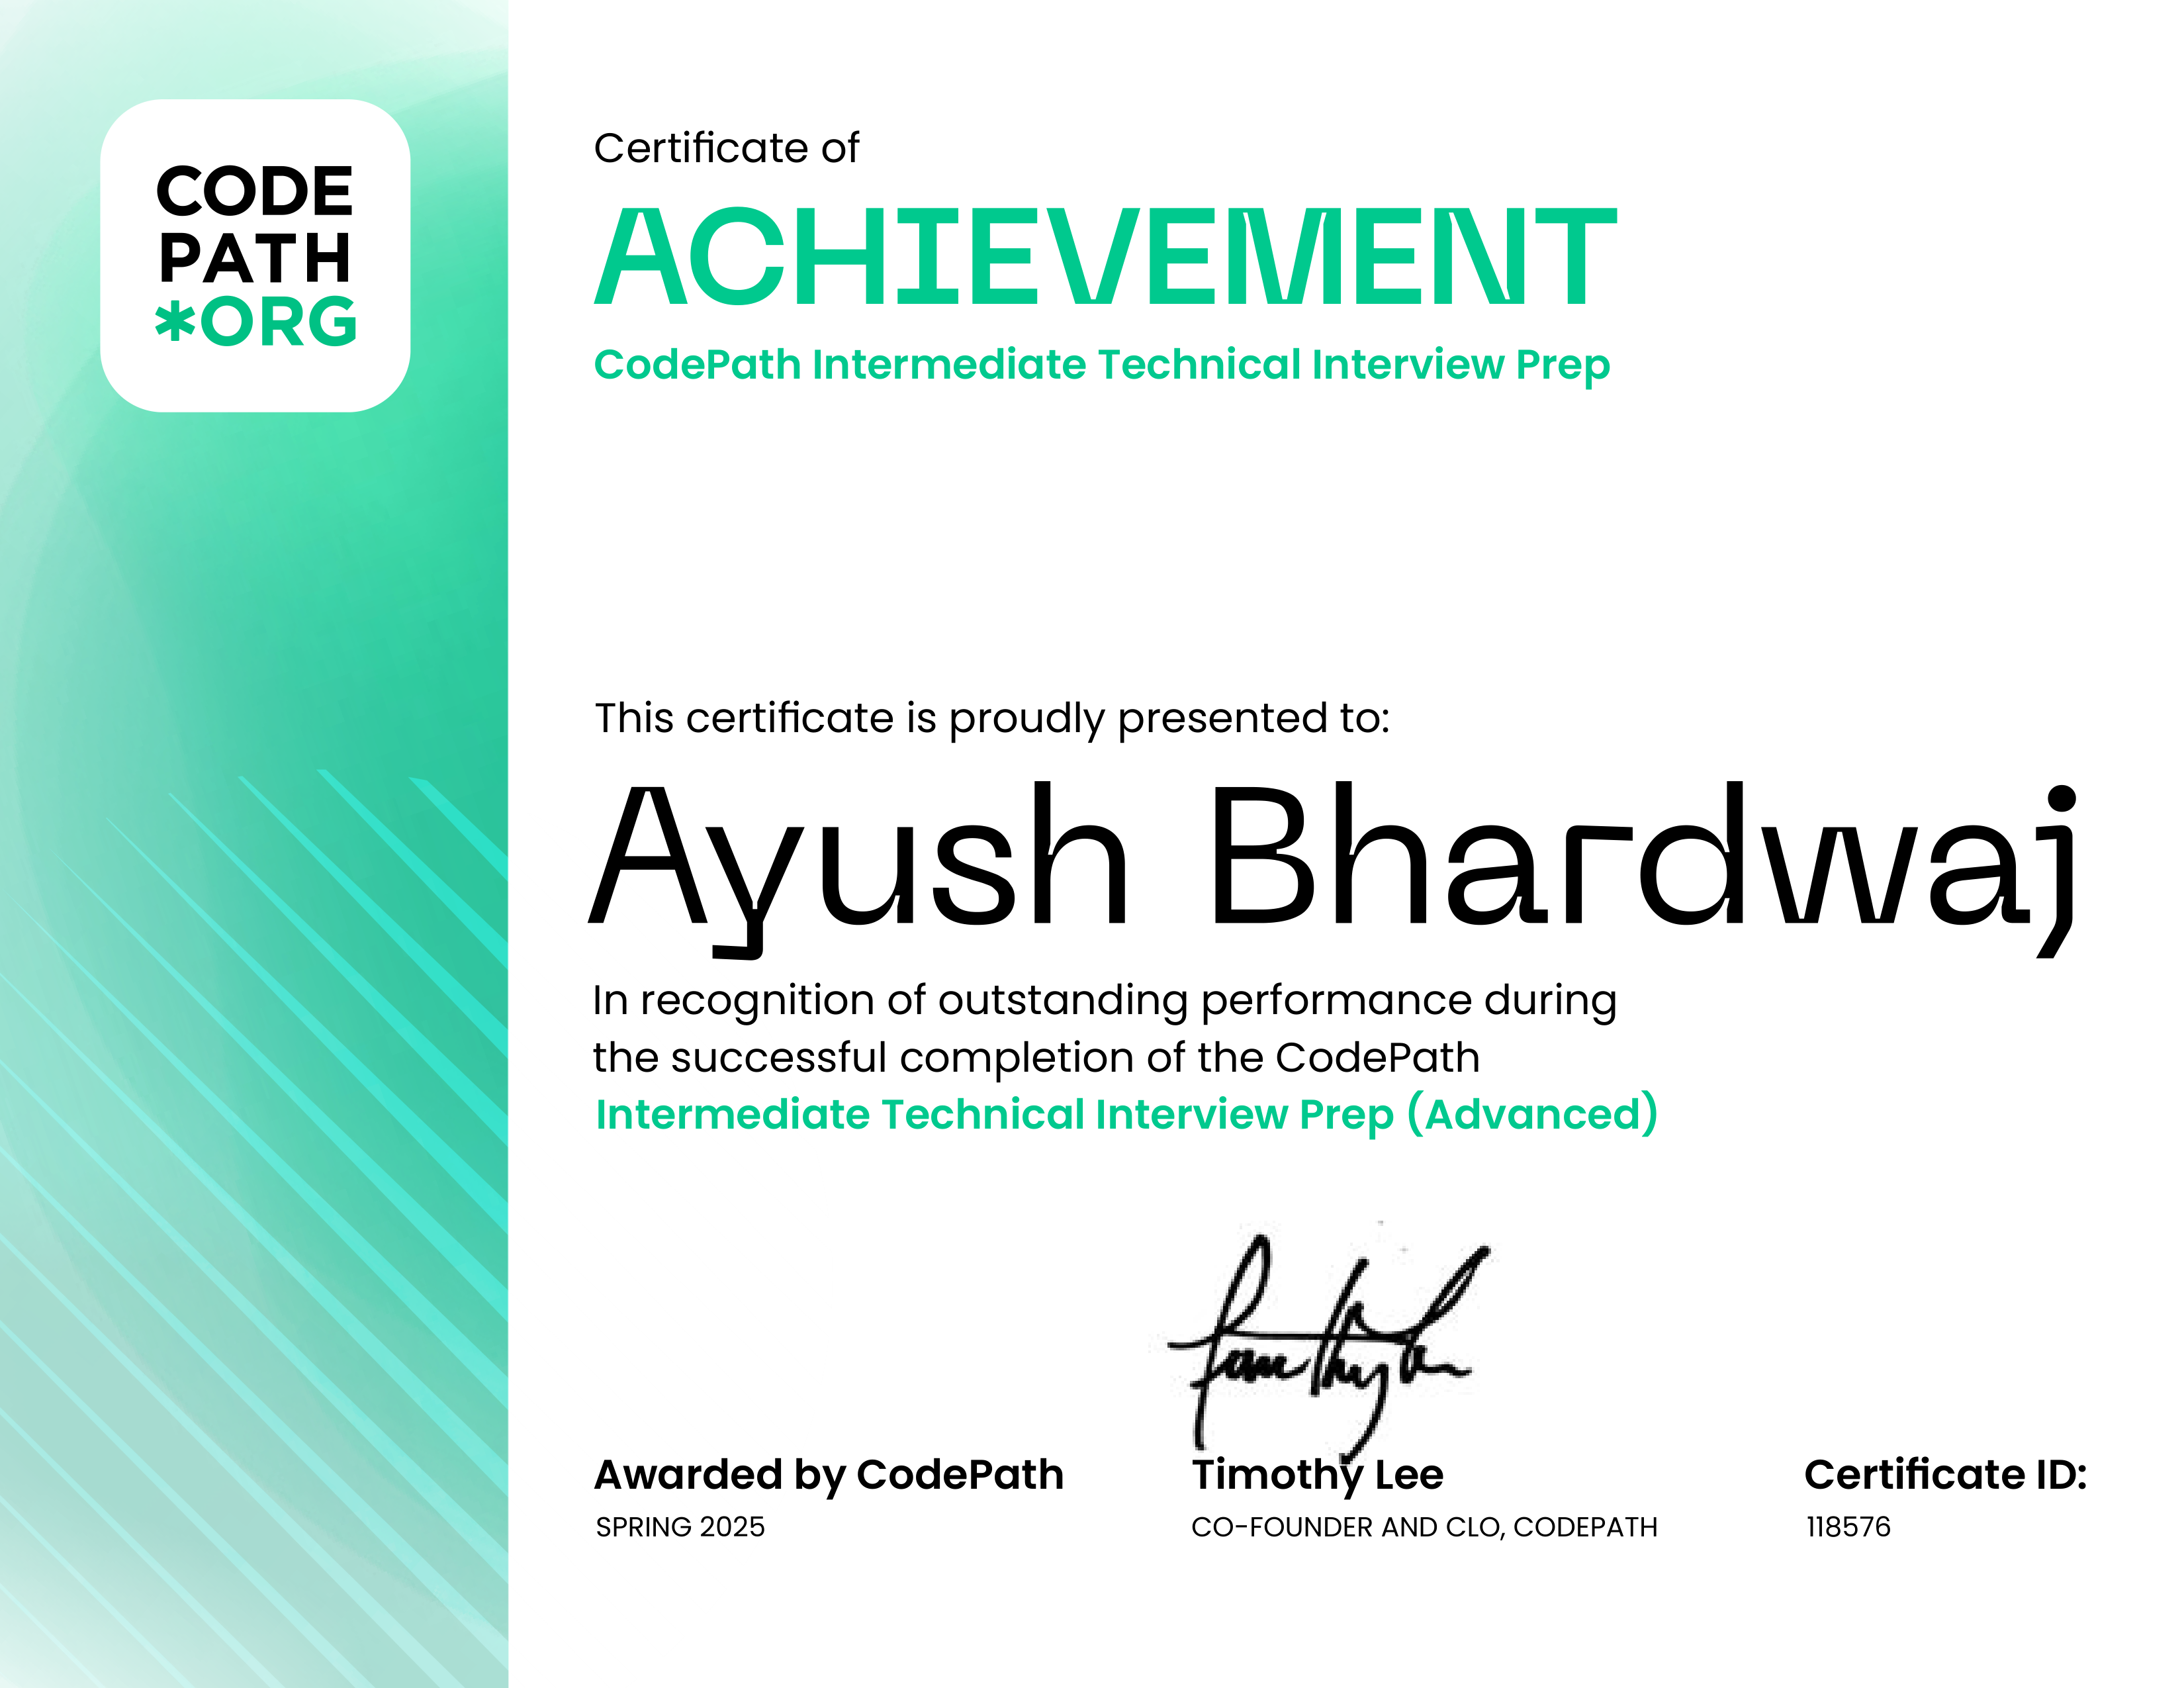 CODE
PATH
*ORG
Certificate of
ACHIEVEMENT
CodePath Intermediate Technical Interview Prep
This certificate is proudly presented to:
Ayush Bhardwaj
In recognition of outstanding performance during
the successful completion of the CodePath
Intermediate Technical Interview Prep (Advanced)
Awarded by CodePath
SPRING 2025
Timothy Lee
CO-FOUNDER AND CLO, CODEPATH
Certificate ID:
118576